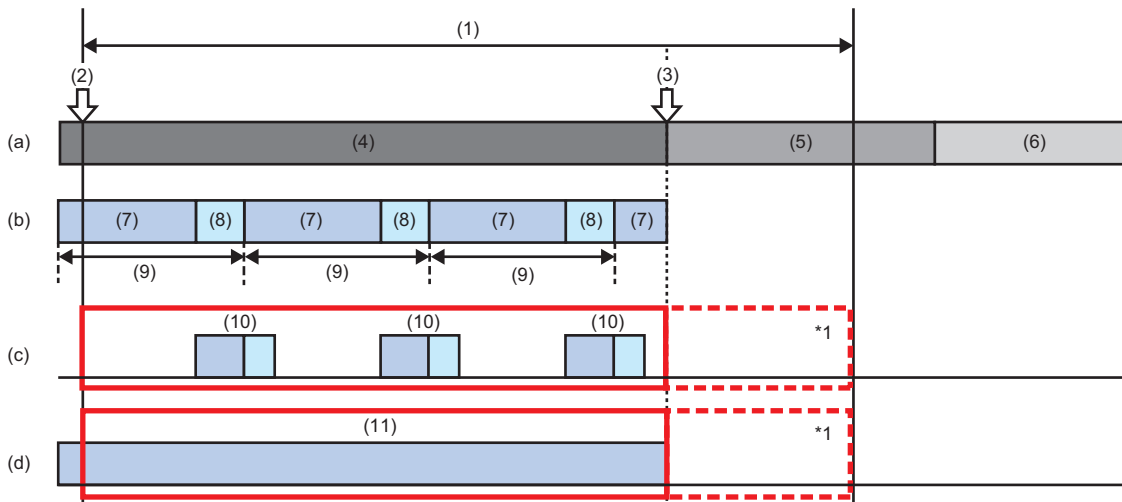 (1)
(2) (3)
(a) (4) (5) (6)
(b) (7) (8) (7) (8) (7) (8) (7)
(9) (9) (9)
(10) (10) (10) *1
(c)
(11) *1
(d)